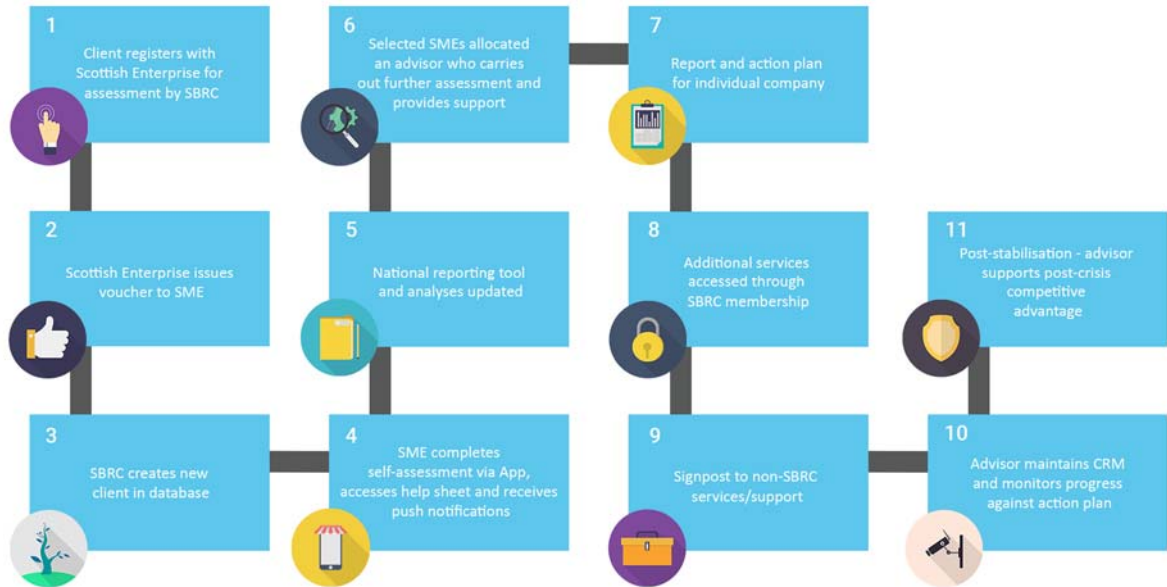 1
Client registers with
Scottish Enterprise for
assessment by SBRC
2
Scottish Enterprise issues
voucher to SME
3
SBRC creates new
client in database
4
SME completes
self-assessment via App,
accesses help sheet and receives
push notifications
5
National reporting tool
and analyses updated
6
Selected SMEs allocated
an advisor who carries
out further assessment and
provides support
7
Report and action plan
for individual company
8
Additional services
accessed through
SBRC membership
9
Signpost to non-SBRC
services/support
10
Advisor maintains CRM
and monitors progress
against action plan
11
Post-stabilisation - advisor
supports post-crisis
competitive
advantage